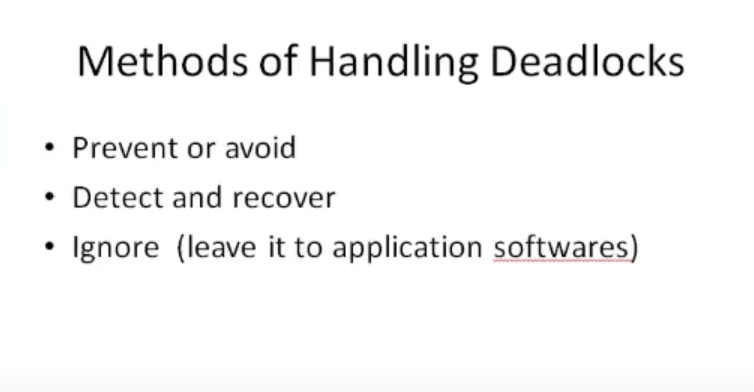 Methods of Handling Deadlocks
• Prevent or avoid
• Detect and recover
• Ignore (leave it to application softwares)